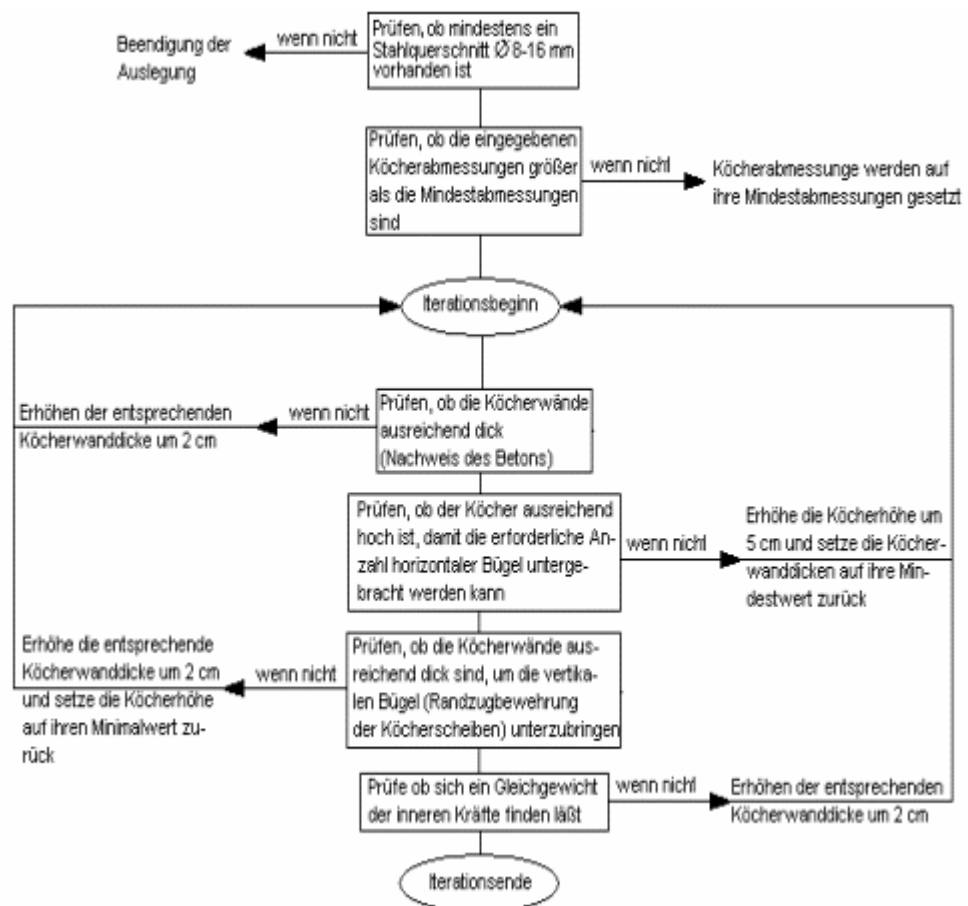 Prüfen, ob mindestens ein
Stahlquerschnitt Ø 8-16 mm
vorhanden ist
wenn nicht
Beendigung der
Auslegung
Prüfen, ob die eingegebenen
Köcherabmessungen größer
als die Mindestabmessungen
sind
wenn nicht
Köcherabmessunge werden auf
ihre Mindestabmessungen gesetzt
Iterationsbeginn
Prüfen, ob die Köcherwände
ausreichend dick
(Nachweis des Betons)
wenn nicht
Erhöhen der entsprechenden
Köcherwanddicke um 2 cm
Prüfen, ob der Köcher ausreichend
hoch ist, damit die erforderliche An-
zahl horizontaler Bügel unterge-
bracht werden kann
wenn nicht
Erhöhe die Köcherhöhe um
5 cm und setze die Köcher-
wanddicken auf ihre Min-
destwert zurück
Prüfen, ob die Köcherwände aus-
reichend dick sind, um die vertika-
len Bügel (Randzugbewehrung
der Köcherscheiben) unterzubringen
wenn nicht
Erhöhe die entsprechende
Köcherwanddicke um 2 cm
und setze die Köcherhöhe
auf ihren Minimalwert zu-
rück
Prüfe ob sich ein Gleichgewicht
der inneren Kräfte finden läßt
wenn nicht
Erhöhen der entsprechenden
Köcherwanddicke um 2 cm
Iterationsende